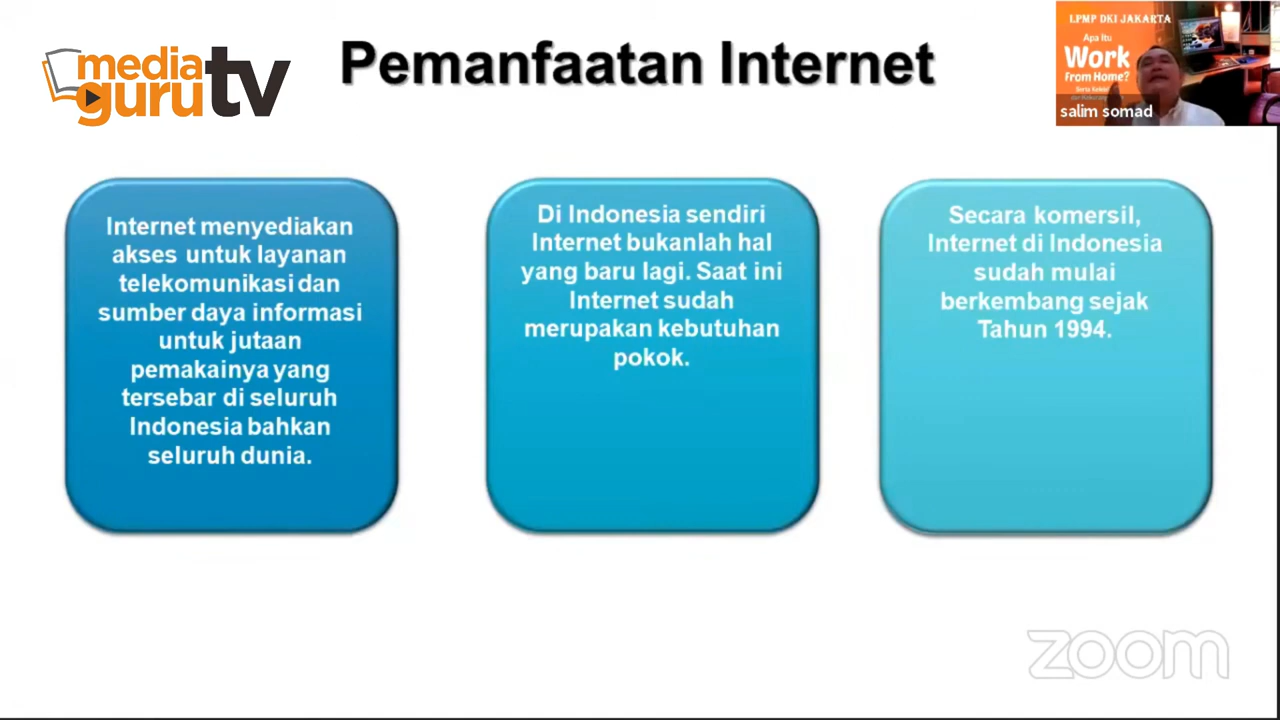 media
guru
tv
Pemanfaatan Internet
LPMP DKI JAKARTA
Apa Itu
Work
From Home?
salim somad
Internet menyediakan
akses untuk layanan
telekomunikasi dan
sumber daya informasi
untuk jutaan
pemakainya yang
tersebar di seluruh
Indonesia bahkan
seluruh dunia.
Di Indonesia sendiri
Internet bukanlah hal
yang baru lagi. Saat ini
Internet sudah
merupakan kebutuhan
pokok.
Secara komersil,
Internet di Indonesia
sudah mulai
berkembang sejak
Tahun 1994.
zoom